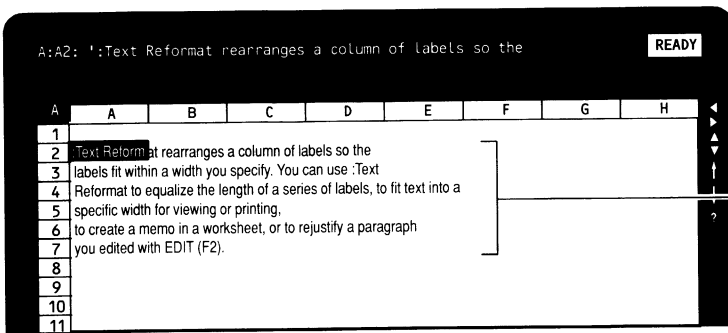 A:A2: ':Text Reformat rearranges a column of labels so the READY
A A B C D E F G H
1
2 :Text Reformat rearranges a column of labels so the
3 labels fit within a width you specify. You can use :Text
4 Reformat to equalize the length of a series of labels, to fit text into a
5 specific width for viewing or printing,
6 to create a memo in a worksheet, or to rejustify a paragraph
7 you edited with EDIT (F2).
8
9
10
11
?